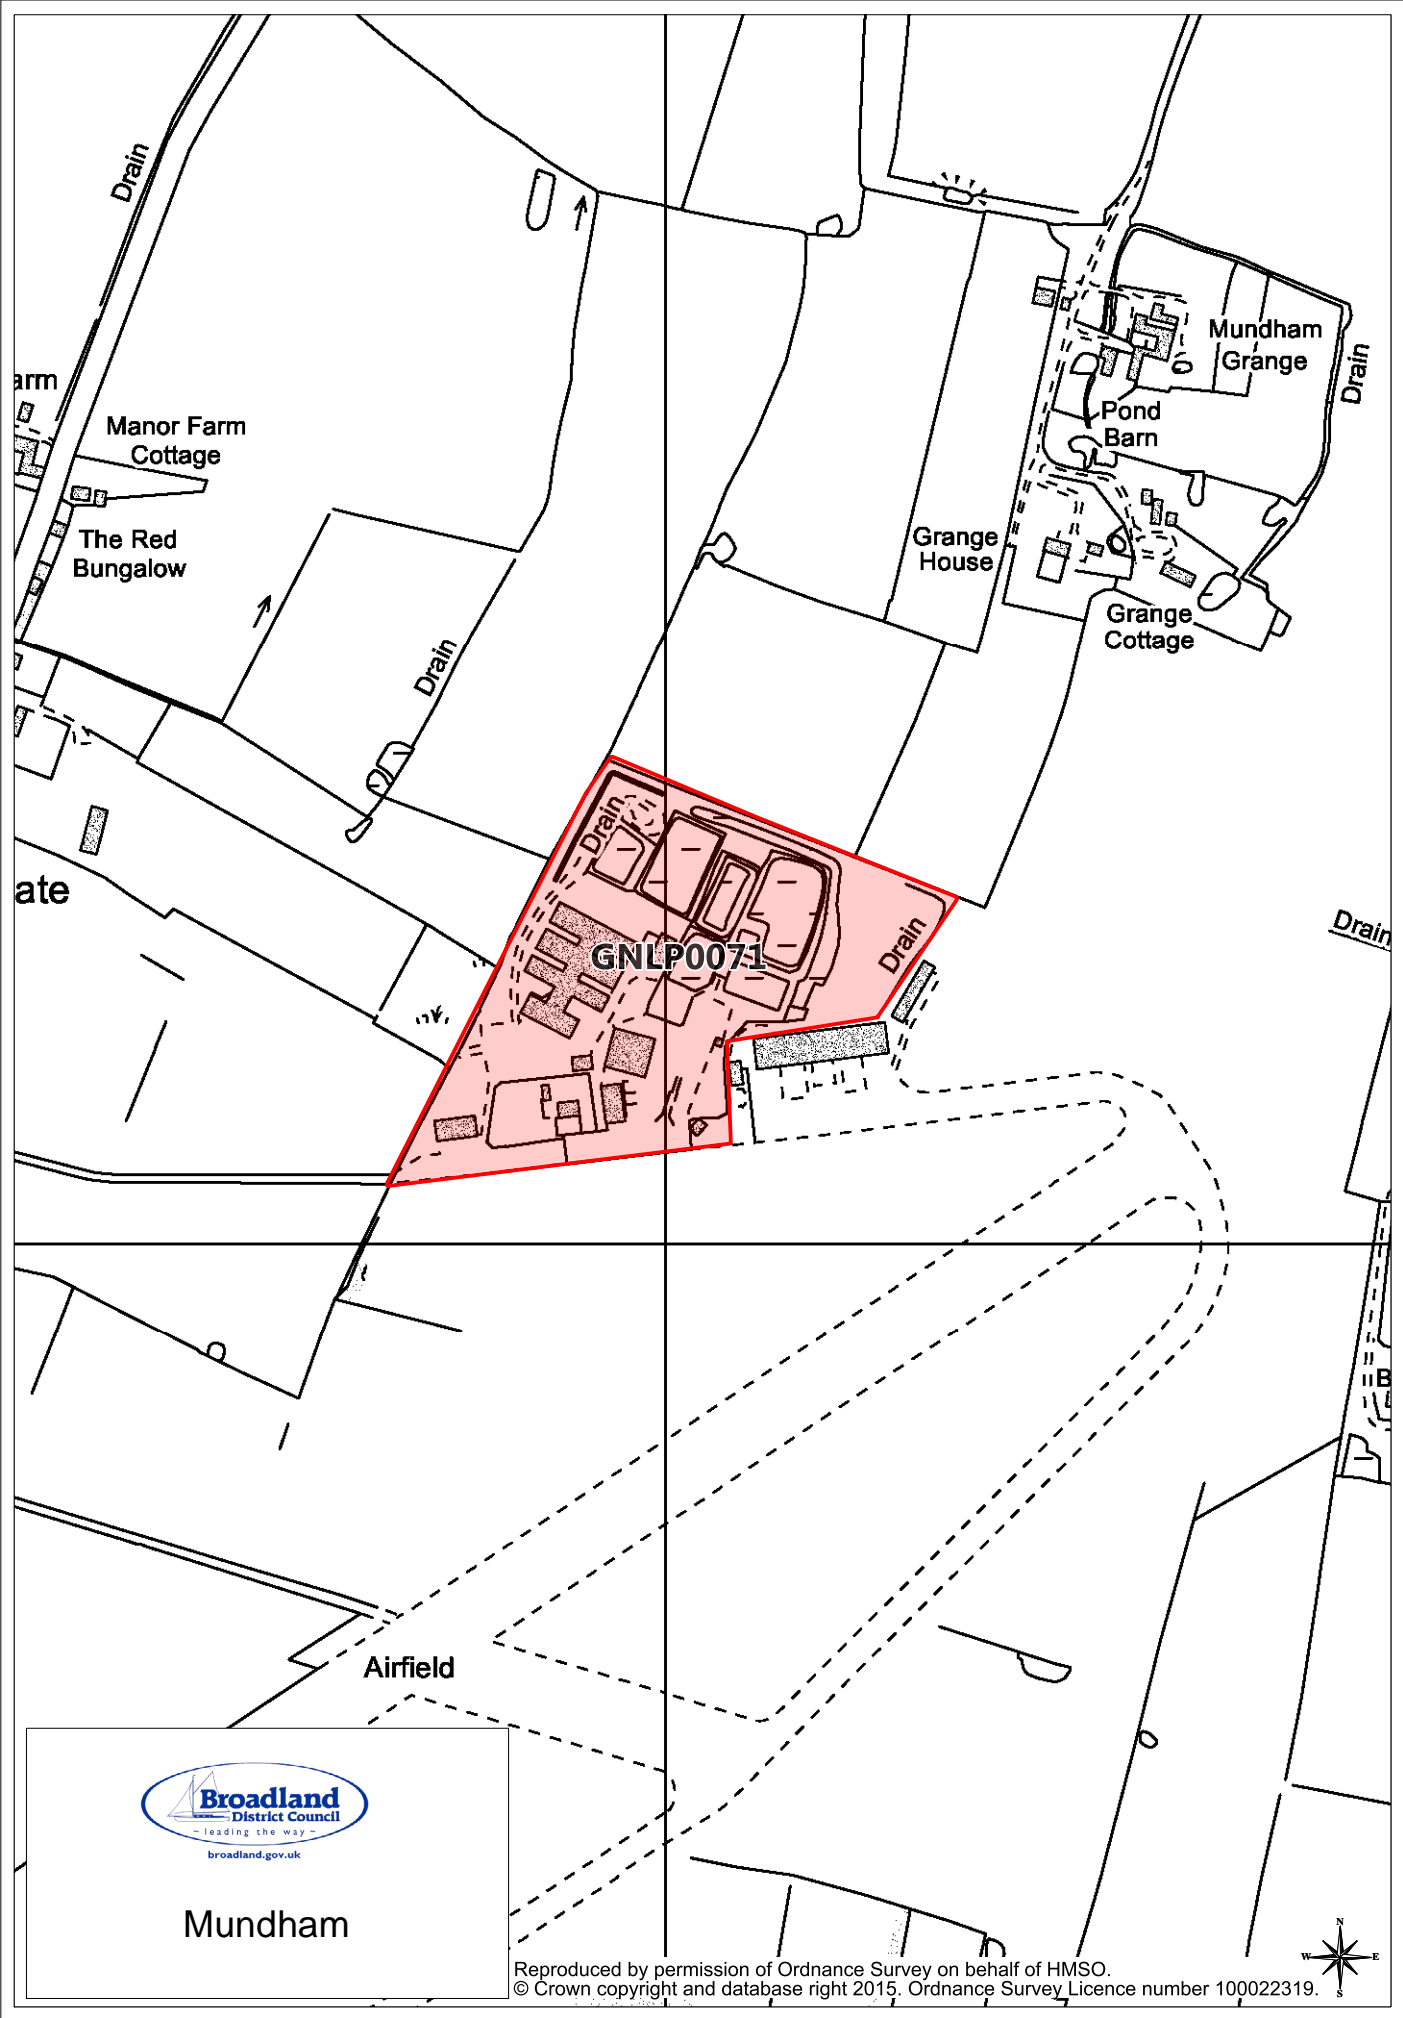 Drain
Mundham
Grange
Drain
arm
Manor Farm
Cottage
Pond
Barn
The Red
Bungalow
Grange
House
Grange
Cottage
Drain
Drain
ate
Drain
Drain
GNLP0071
B
Airfield
Broadland
District Council
~ leading the way ~
broadland.gov.uk
Mundham
N
W
E
S
Reproduced by permission of Ordnance Survey on behalf of HMSO.
© Crown copyright and database right 2015. Ordnance Survey Licence number 100022319.